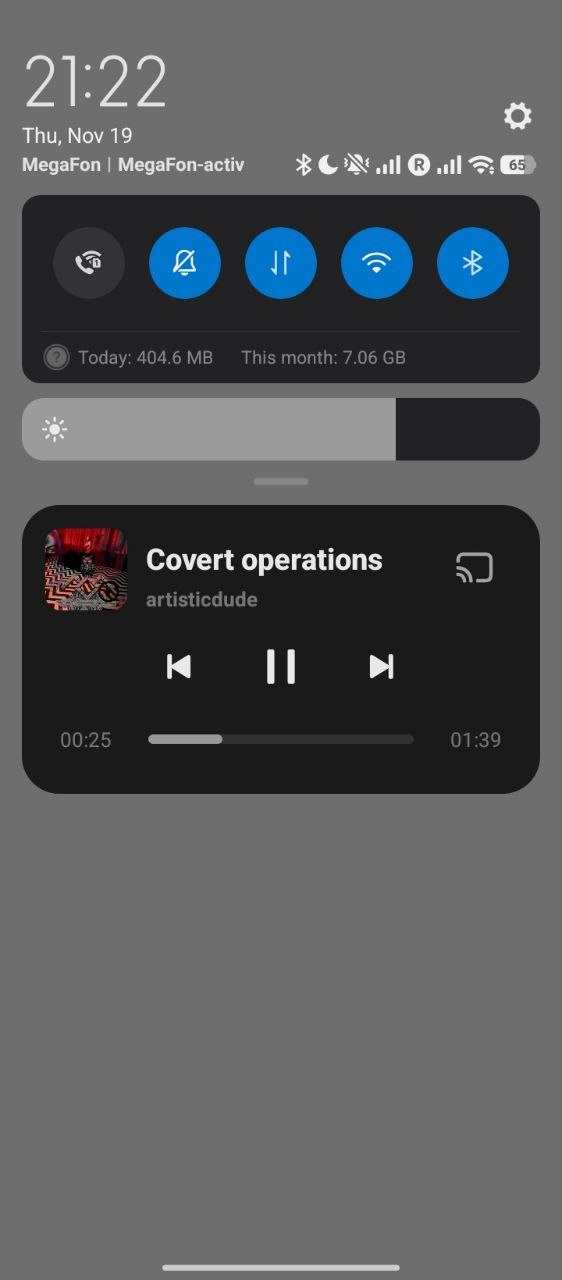 21:22
Thu, Nov 19
MegaFon | MegaFon-activ
R
65
?
Today: 404.6 MB This month: 7.06 GB
Covert operations
artisticdude
00:25
01:39